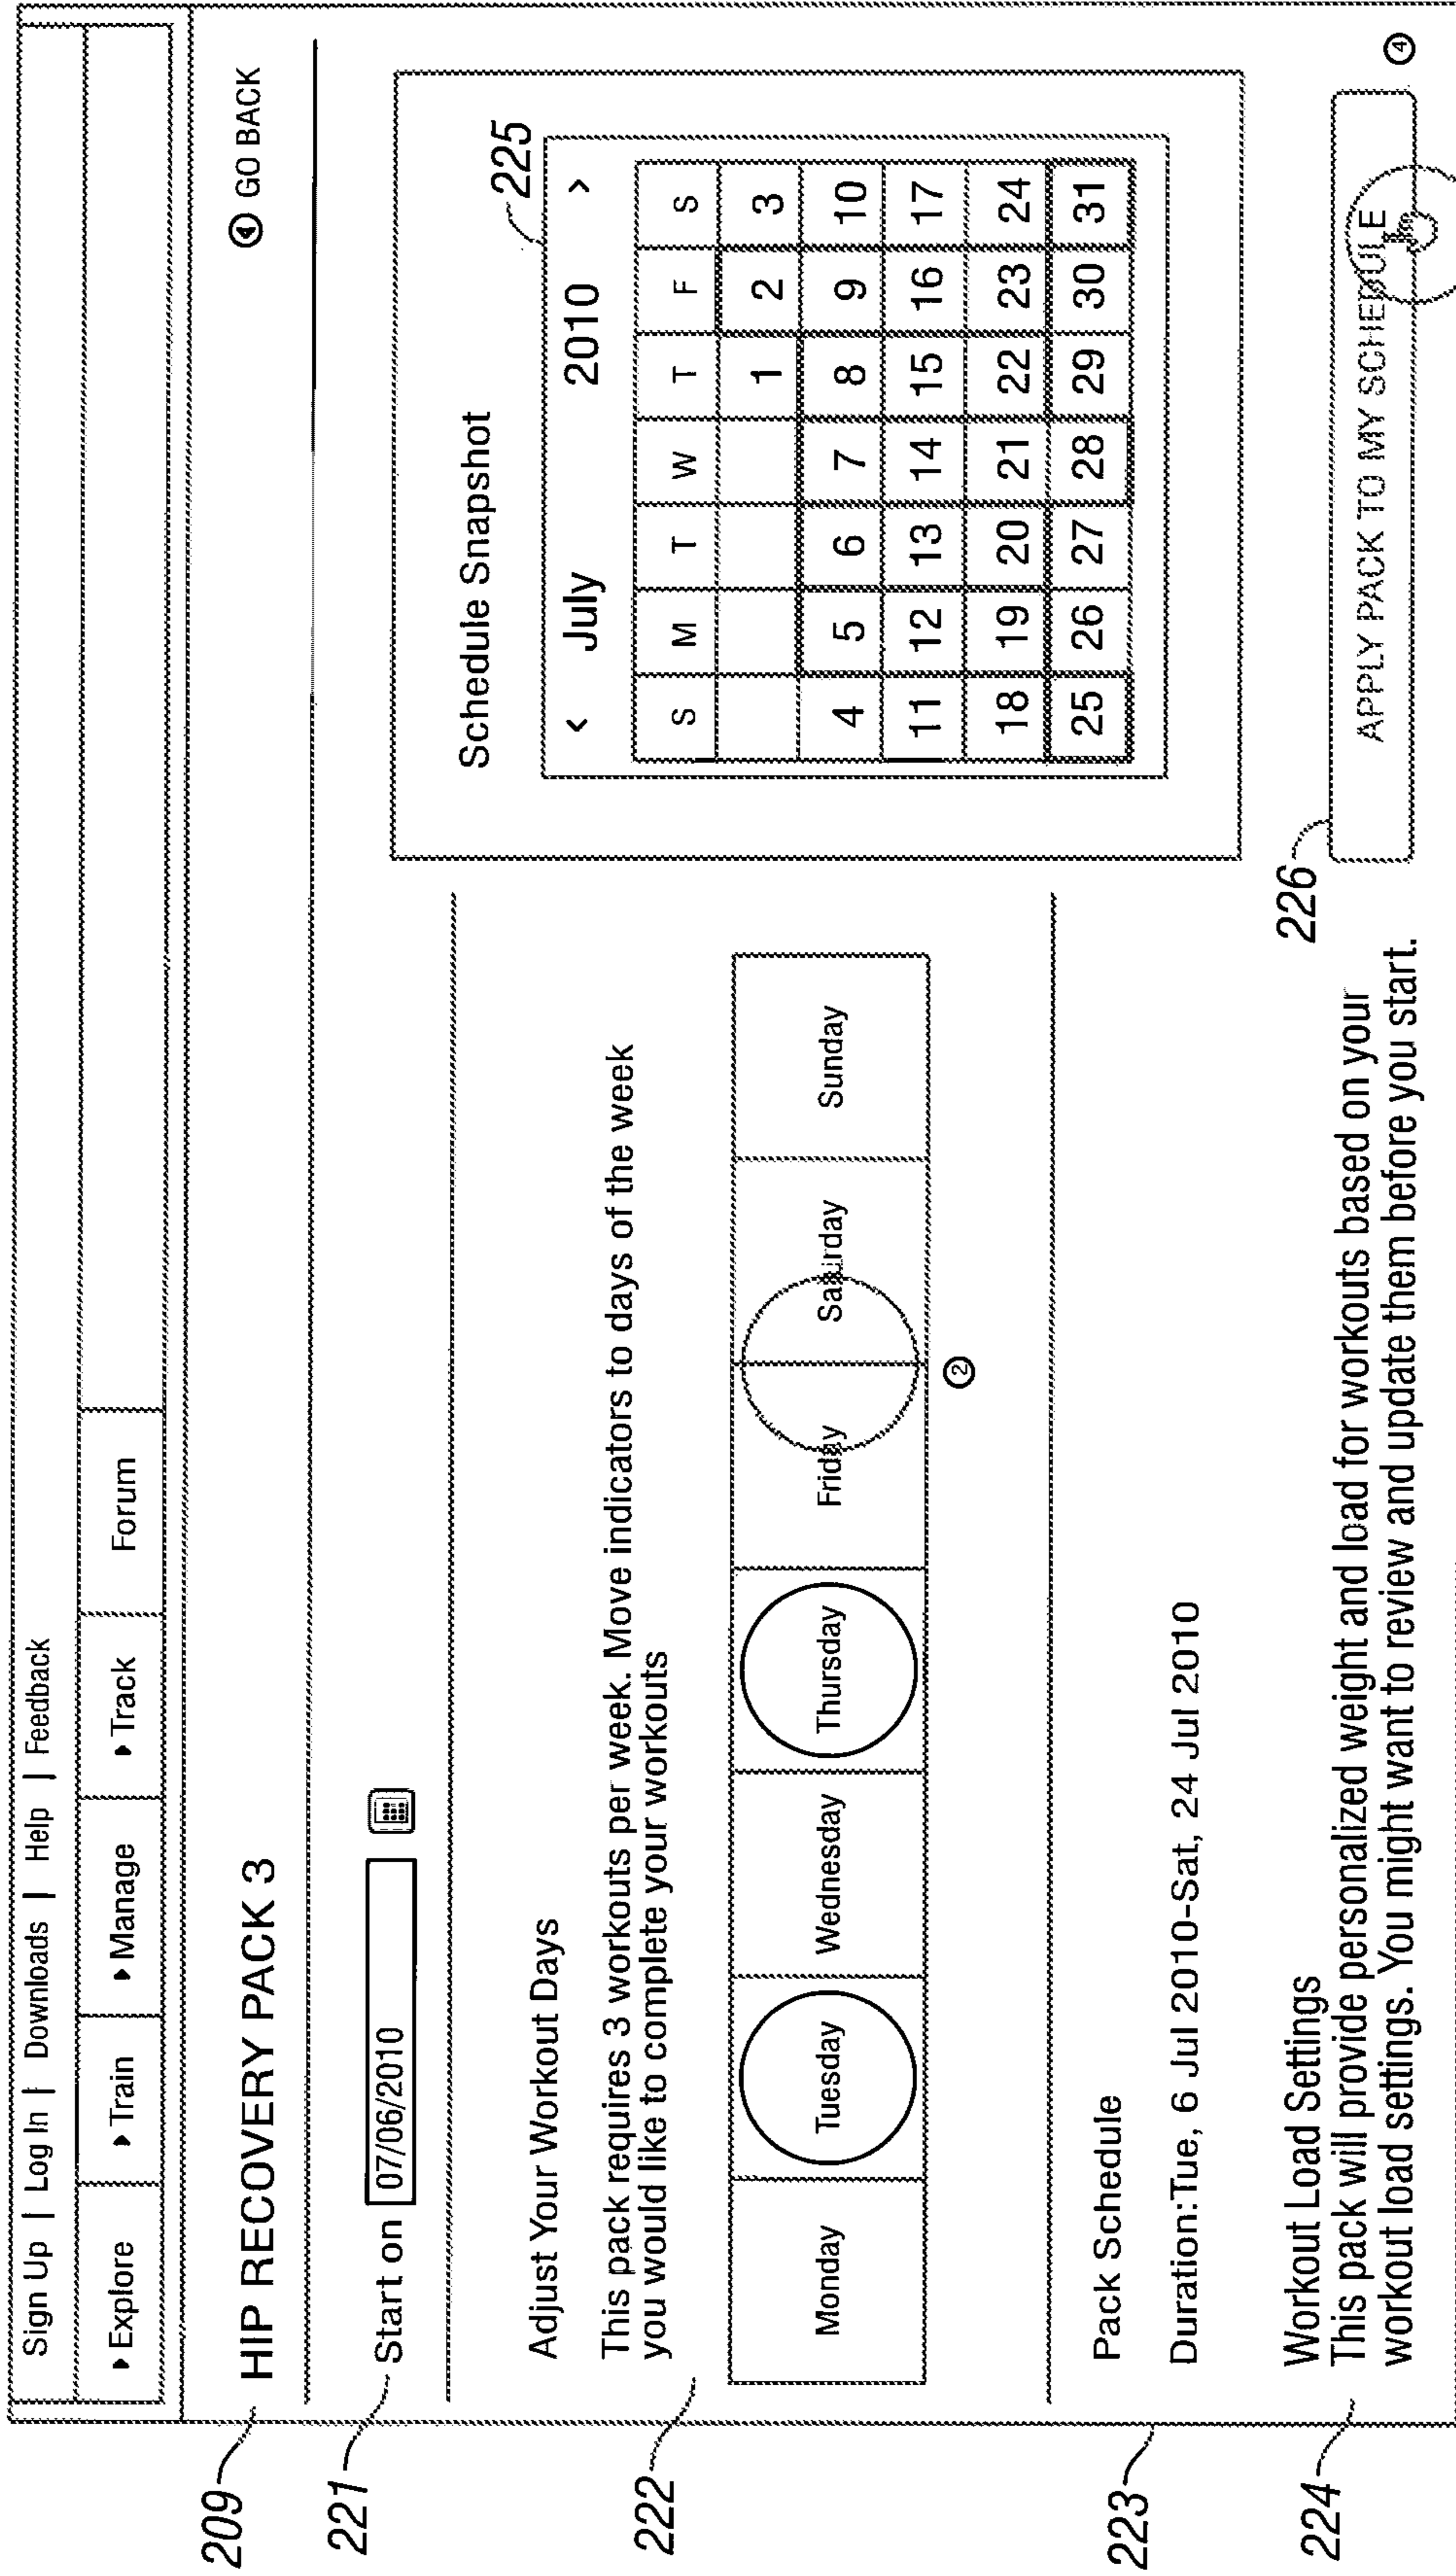 Sign Up | Log In | Downloads | Help | Feedback
Explore Train Manage Track Forum
209 HIP RECOVERY PACK 3 GO BACK
221 Start on 07/06/2010
222 Adjust Your Workout Days
This pack requires 3 workouts per week. Move indicators to days of the week
you would like to complete your workouts
Monday Tuesday Wednesday Thursday Friday Saturday Sunday
2
223 Pack Schedule
Duration:Tue, 6 Jul 2010-Sat, 24 Jul 2010
Schedule Snapshot
225
< July 2010 >
S M T W T F S
1 2 3
4 5 6 7 8 9 10
11 12 13 14 15 16 17
18 19 20 21 22 23 24
25 26 27 28 29 30 31
224 Workout Load Settings
This pack will provide personalized weight and load for workouts based on your
workout load settings. You might want to review and update them before you start.
226
APPLY PACK TO MY SCHEDULE
4